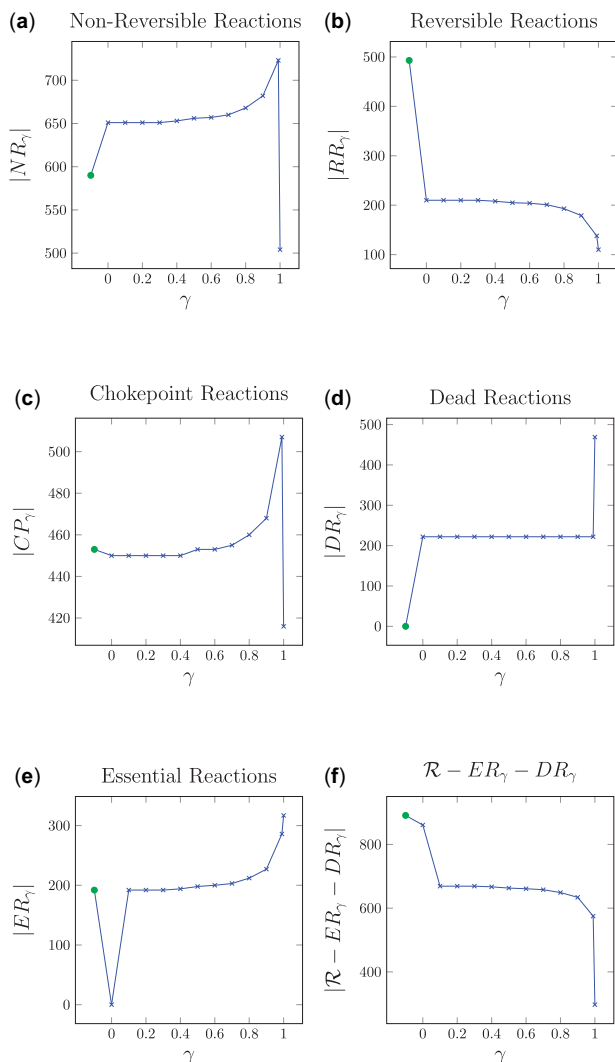 (a) Non-Reversible Reactions
700
650
600
550
500
|NRγ|
0 0.2 0.4 0.6 0.8 1
γ
(b) Reversible Reactions
500
400
300
200
100
|RRγ|
0 0.2 0.4 0.6 0.8 1
γ
(c) Chokepoint Reactions
500
480
460
440
420
|CPγ|
0 0.2 0.4 0.6 0.8 1
γ
(d) Dead Reactions
500
400
300
200
100
0
|DRγ|
0 0.2 0.4 0.6 0.8 1
γ
(e) Essential Reactions
300
200
100
0
|ERγ|
0 0.2 0.4 0.6 0.8 1
γ
(f) ℛ − ERγ − DRγ
800
600
400
|ℛ − ERγ − DRγ|
0 0.2 0.4 0.6 0.8 1
γ